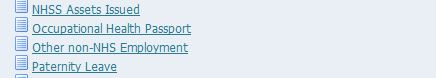 NHSS Assets Issued
Occupational Health Passport
Other non-NHS Employment
Paternity Leave